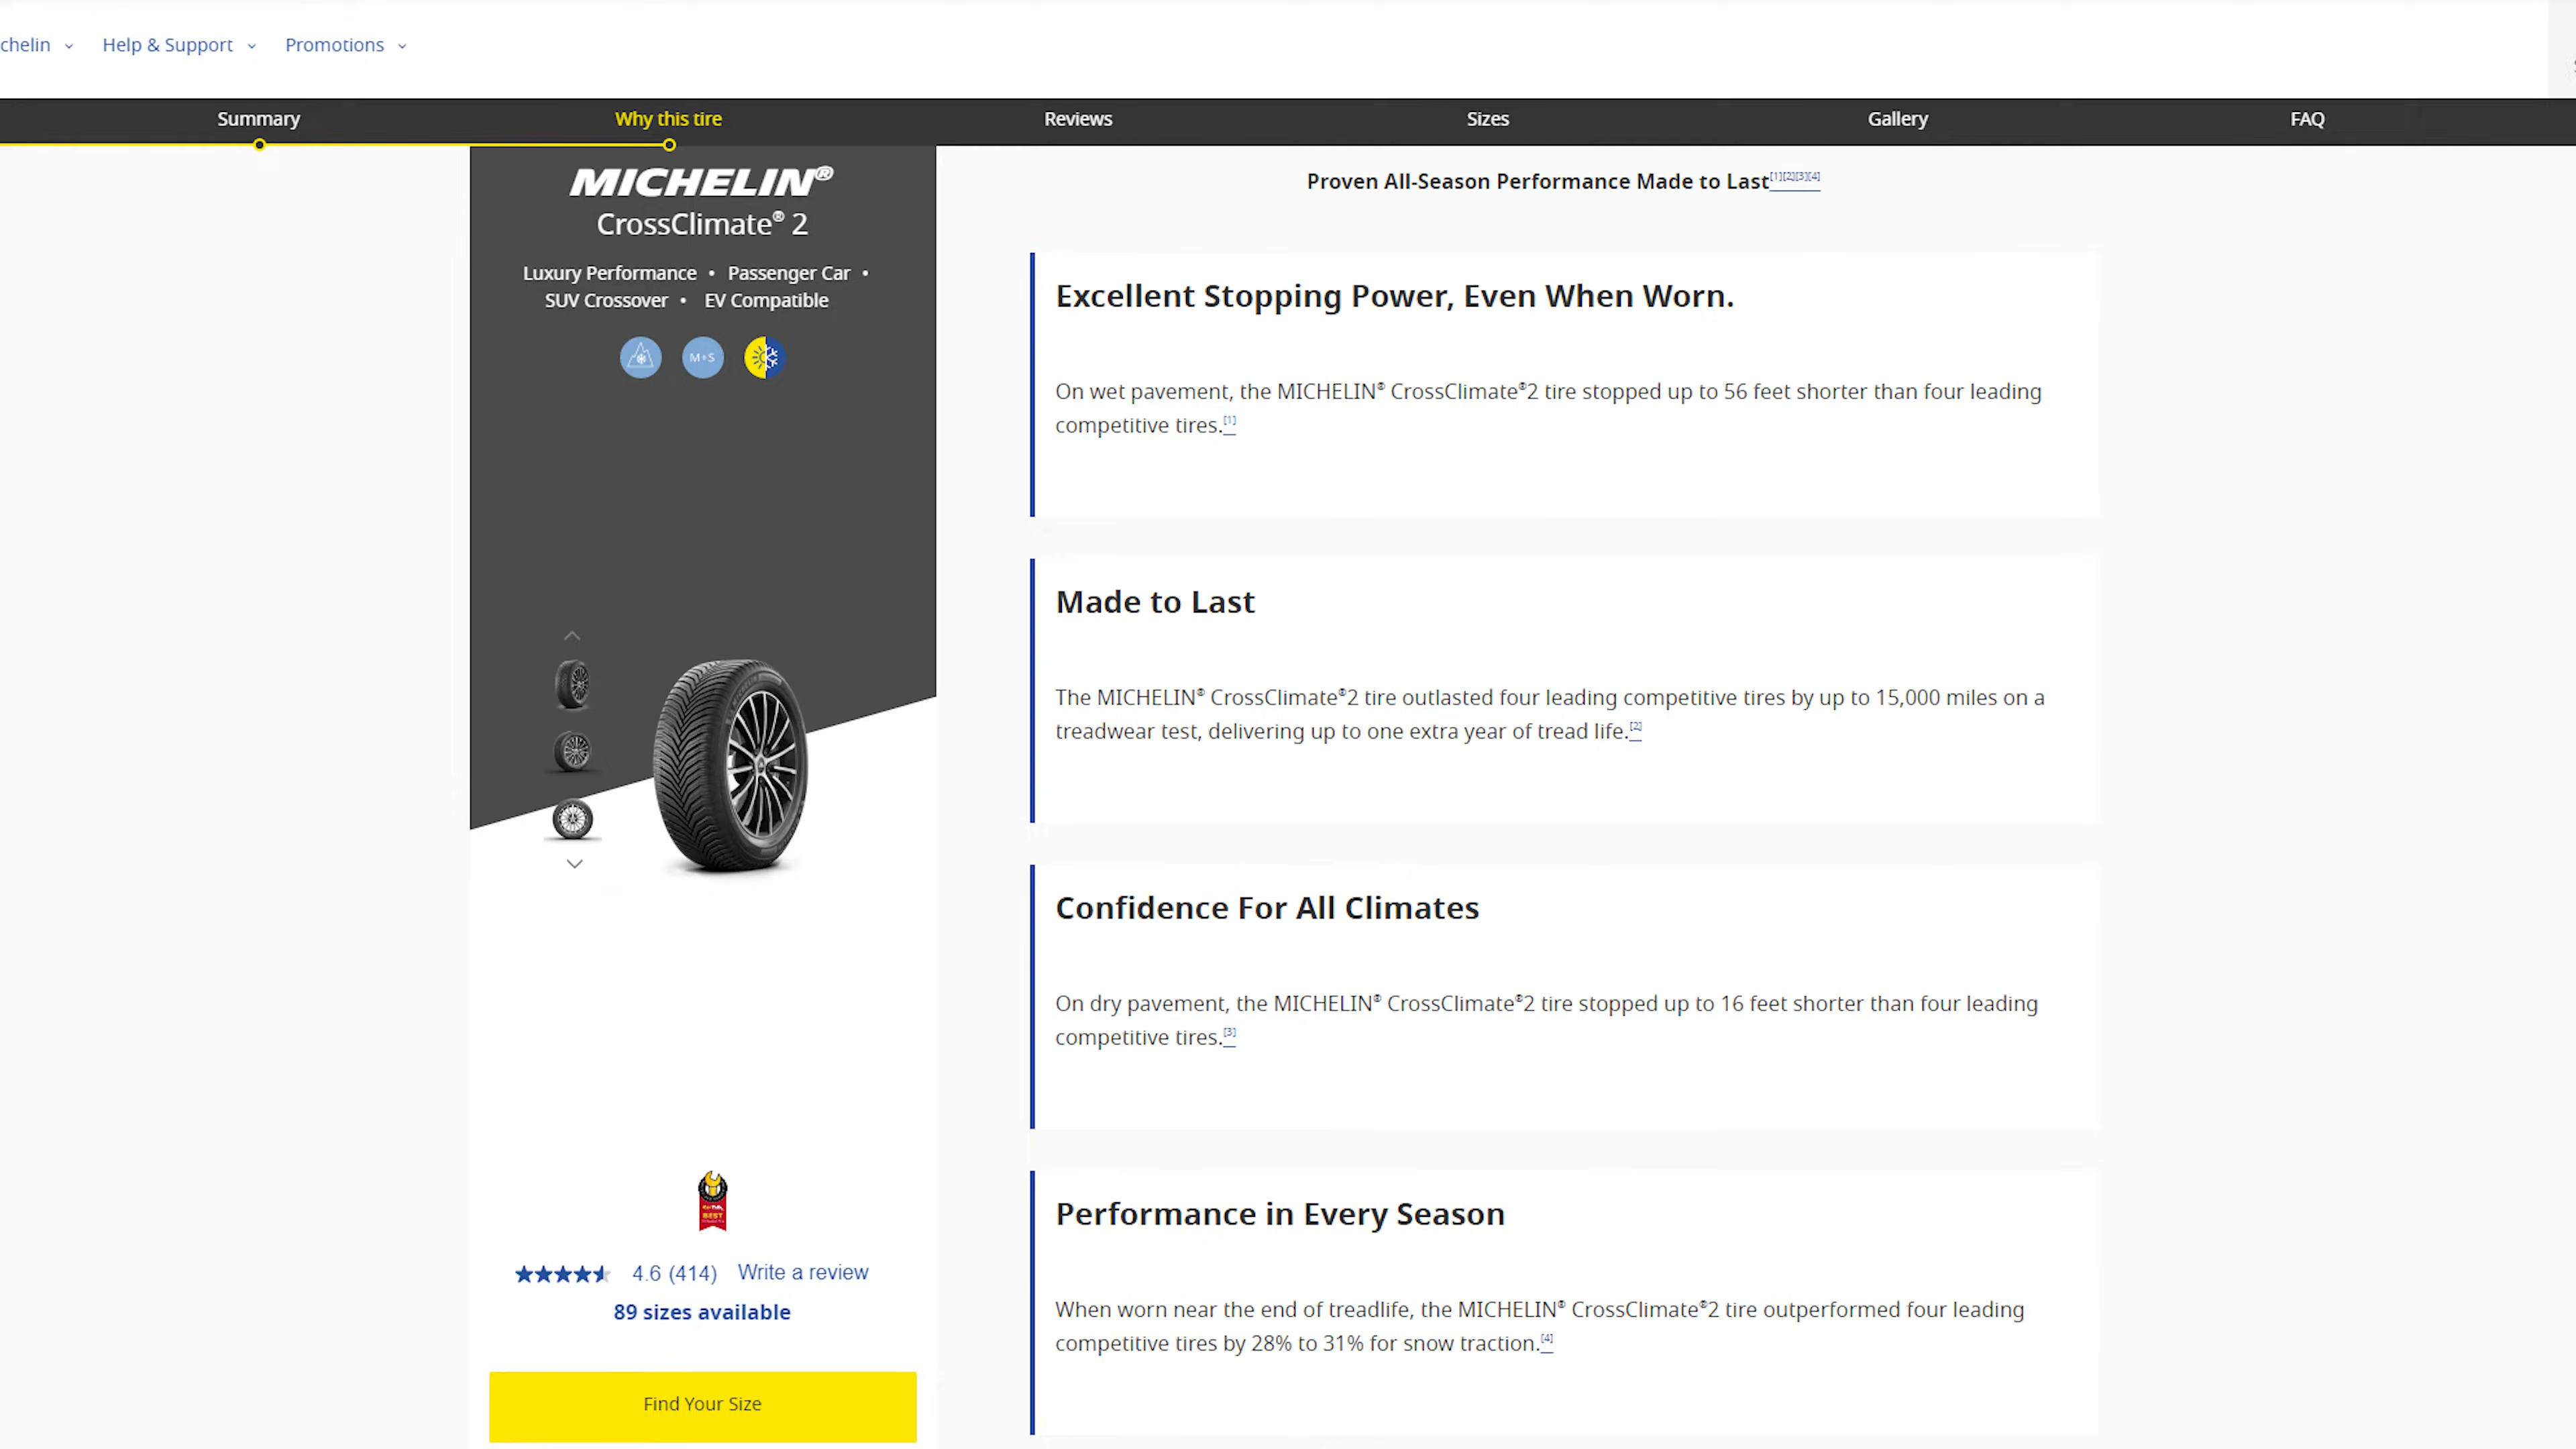 Help & Support
Promotions
Summary
Why this tire
Reviews
Sizes
Gallery
FAQ
MICHELIN®
CrossClimate® 2
Luxury Performance • Passenger Car •
SUV Crossover • EV Compatible
M+S
4.6 (414) Write a review
89 sizes available
Find Your Size
Proven All-Season Performance Made to Last[1][2][3][4]
Excellent Stopping Power, Even When Worn.
On wet pavement, the MICHELIN® CrossClimate®2 tire stopped up to 56 feet shorter than four leading
competitive tires.[1]
Made to Last
The MICHELIN® CrossClimate®2 tire outlasted four leading competitive tires by up to 15,000 miles on a
treadwear test, delivering up to one extra year of tread life.[2]
Confidence For All Climates
On dry pavement, the MICHELIN® CrossClimate®2 tire stopped up to 16 feet shorter than four leading
competitive tires.[3]
Performance in Every Season
When worn near the end of treadlife, the MICHELIN® CrossClimate®2 tire outperformed four leading
competitive tires by 28% to 31% for snow traction.[4]